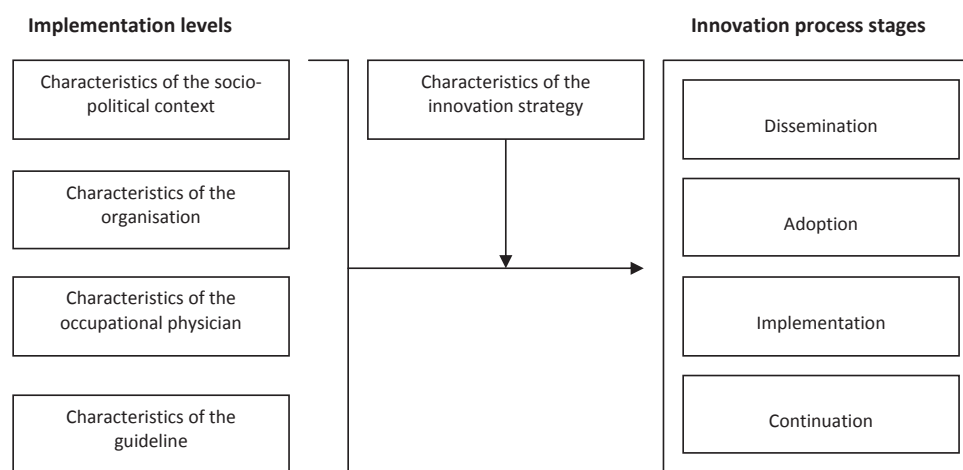 Implementation levels
Innovation process stages
Characteristics of the socio-
political context
Characteristics of the
organisation
Characteristics of the
occupational physician
Characteristics of the
guideline
Characteristics of the
innovation strategy
Dissemination
Adoption
Implementation
Continuation